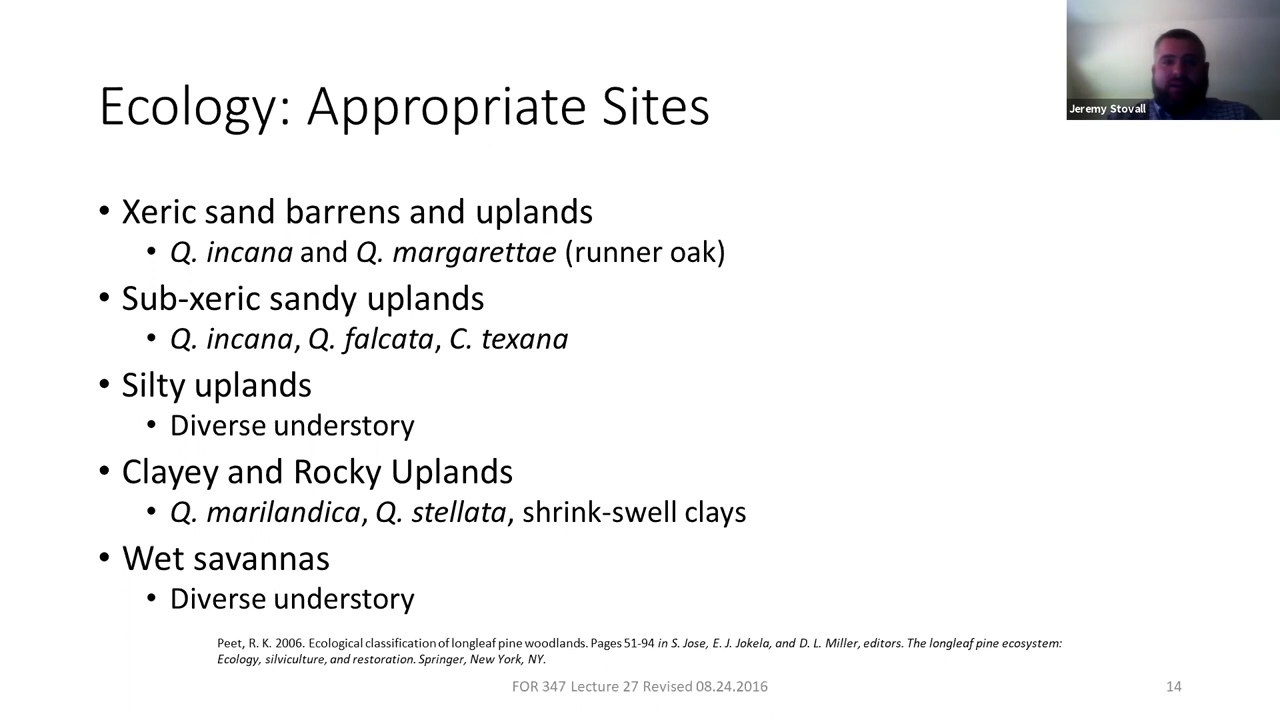 Jeremy Stovall
Ecology: Appropriate Sites
• Xeric sand barrens and uplands
• Q. incana and Q. margarettae (runner oak)
• Sub-xeric sandy uplands
• Q. incana, Q. falcata, C. texana
• Silty uplands
• Diverse understory
• Clayey and Rocky Uplands
• Q. marilandica, Q. stellata, shrink-swell clays
• Wet savannas
• Diverse understory
Peet, R. K. 2006. Ecological classification of longleaf pine woodlands. Pages 51-94 in S. Jose, E. J. Jokela, and D. L. Miller, editors. The longleaf pine ecosystem:
Ecology, silviculture, and restoration. Springer, New York, NY.
FOR 347 Lecture 27 Revised 08.24.2016
14